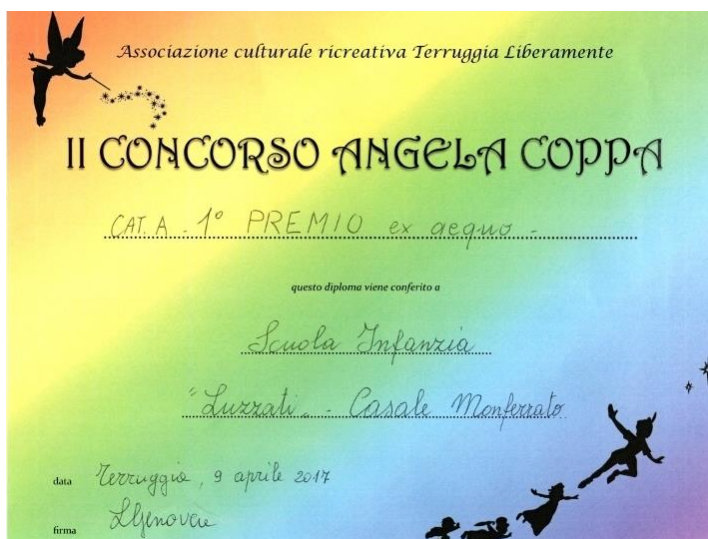 Associazione culturale ricreativa Terruggia Liberamente
II CONCORSO ANGELA COPPA
CAT. A - 1° PREMIO ex aequo -
questo diploma viene conferito a
Scuola Infanzia
"Luzzati" - Casale Monferrato
data Terruggia, 9 aprile 2017
firma LGenovese